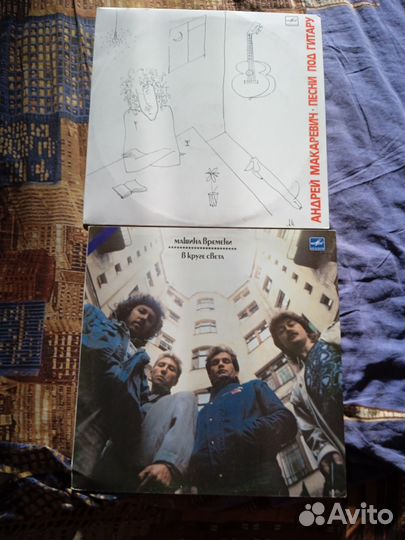 АНДРЕЙ МАКАРЕВИЧ · ПЕСНИ ПОД ГИТАРУ
МАШИНА ВРЕМЕНИ
В КРУГЕ СВЕТА
Avito